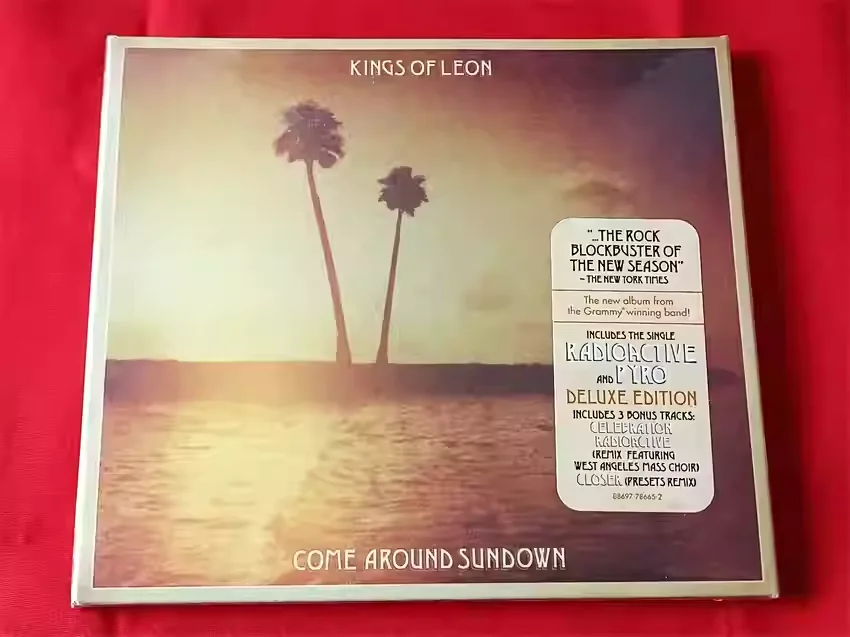 KINGS OF LEON
"...THE ROCK
BLOCKBUSTER OF
THE NEW SEASON"
– THE NEW YORK TIMES
The new album from
the Grammy® winning band!
INCLUDES THE SINGLE
RADIOACTIVE
AND PYRO
DELUXE EDITION
INCLUDES 3 BONUS TRACKS:
CELEBRATION
RADIOACTIVE
(REMIX FEATURING
WEST ANGELES MASS CHOIR)
CLOSER (PRESETS REMIX)
88697-78665-2
COME AROUND SUNDOWN